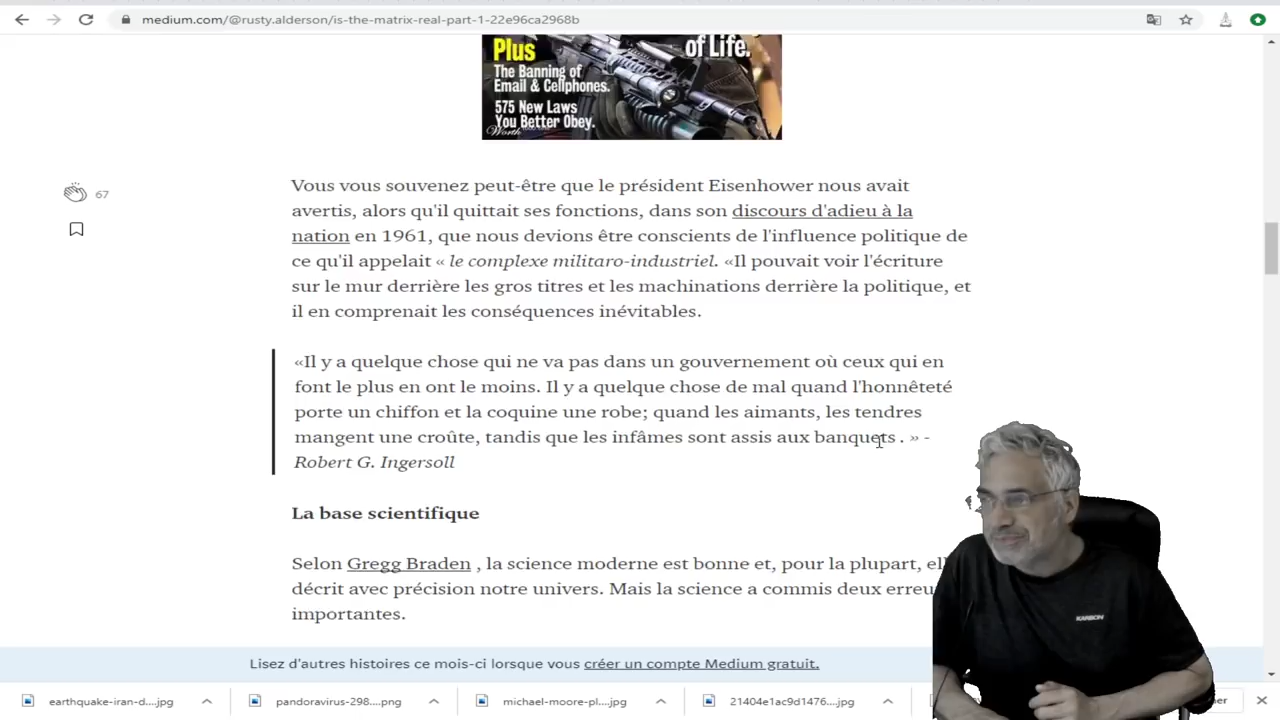 medium.com/@rusty.alderson/is-the-matrix-real-part-1-22e96ca2968b
Plus
of Life.
The Banning of
Email & Cellphones.
575 New Laws
You Better Obey.
Worth
67
Vous vous souvenez peut-être que le président Eisenhower nous avait
avertis, alors qu'il quittait ses fonctions, dans son discours d'adieu à la
nation en 1961, que nous devions être conscients de l'influence politique de
ce qu'il appelait « le complexe militaro-industriel. «Il pouvait voir l'écriture
sur le mur derrière les gros titres et les machinations derrière la politique, et
il en comprenait les conséquences inévitables.
«Il y a quelque chose qui ne va pas dans un gouvernement où ceux qui en
font le plus en ont le moins. Il y a quelque chose de mal quand l'honnêteté
porte un chiffon et la coquine une robe; quand les aimants, les tendres
mangent une croûte, tandis que les infâmes sont assis aux banquets . » -
Robert G. Ingersoll
La base scientifique
Selon Gregg Braden , la science moderne est bonne et, pour la plupart,
décrit avec précision notre univers. Mais la science a commis deux
importantes.
KARBON
Lisez d'autres histoires ce mois-ci lorsque vous créer un compte Medium gratuit.
earthquake-iran-d....jpg
pandoravirus-298....png
michael-moore-pl....jpg
21404e1ac9d1476....jpg